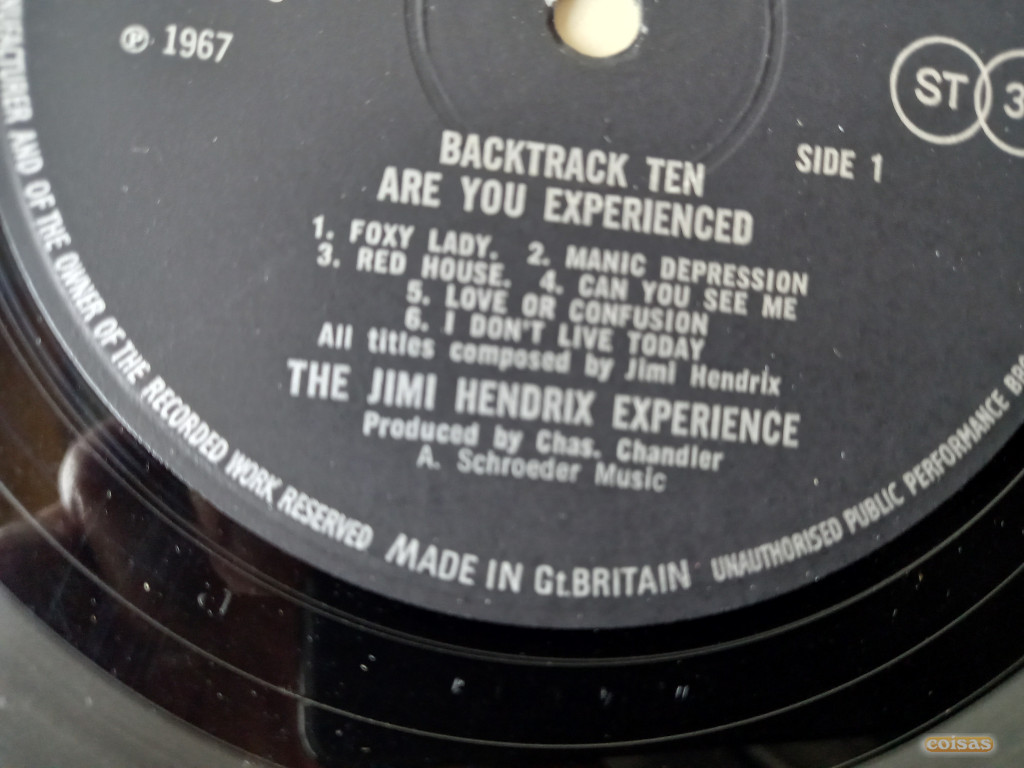 ℗ 1967
ST 3
SIDE 1
BACKTRACK TEN
ARE YOU EXPERIENCED
1. FOXY LADY. 2. MANIC DEPRESSION
3. RED HOUSE. 4. CAN YOU SEE ME
5. LOVE OR CONFUSION
6. I DON'T LIVE TODAY
All titles composed by Jimi Hendrix
THE JIMI HENDRIX EXPERIENCE
Produced by Chas. Chandler
A. Schroeder Music
AND OF THE OWNER OF THE RECORDED WORK RESERVED MADE IN Gt.BRITAIN UNAUTHORISED PUBLIC PERFORMANCE
coisas